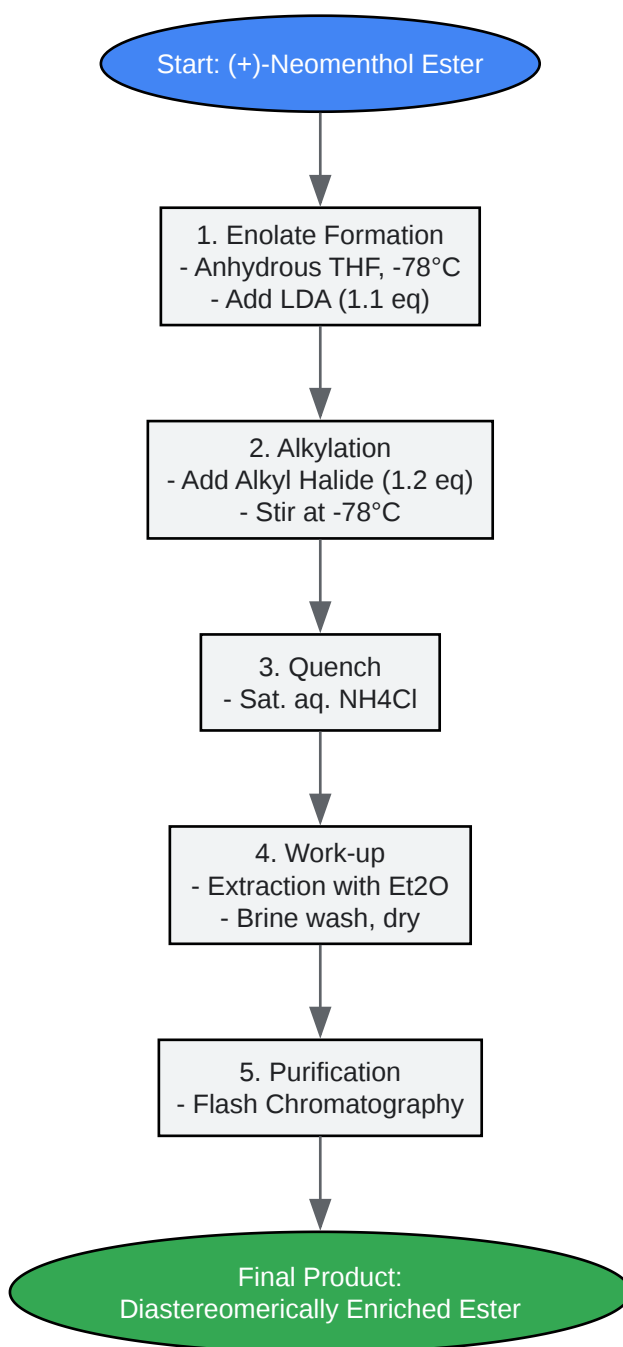 Start: (+)-Neomenthol Ester
1. Enolate Formation
- Anhydrous THF, -78°C
- Add LDA (1.1 eq)
2. Alkylation
- Add Alkyl Halide (1.2 eq)
- Stir at -78°C
3. Quench
- Sat. aq. NH4Cl
4. Work-up
- Extraction with Et2O
- Brine wash, dry
5. Purification
- Flash Chromatography
Final Product:
Diastereomerically Enriched Ester